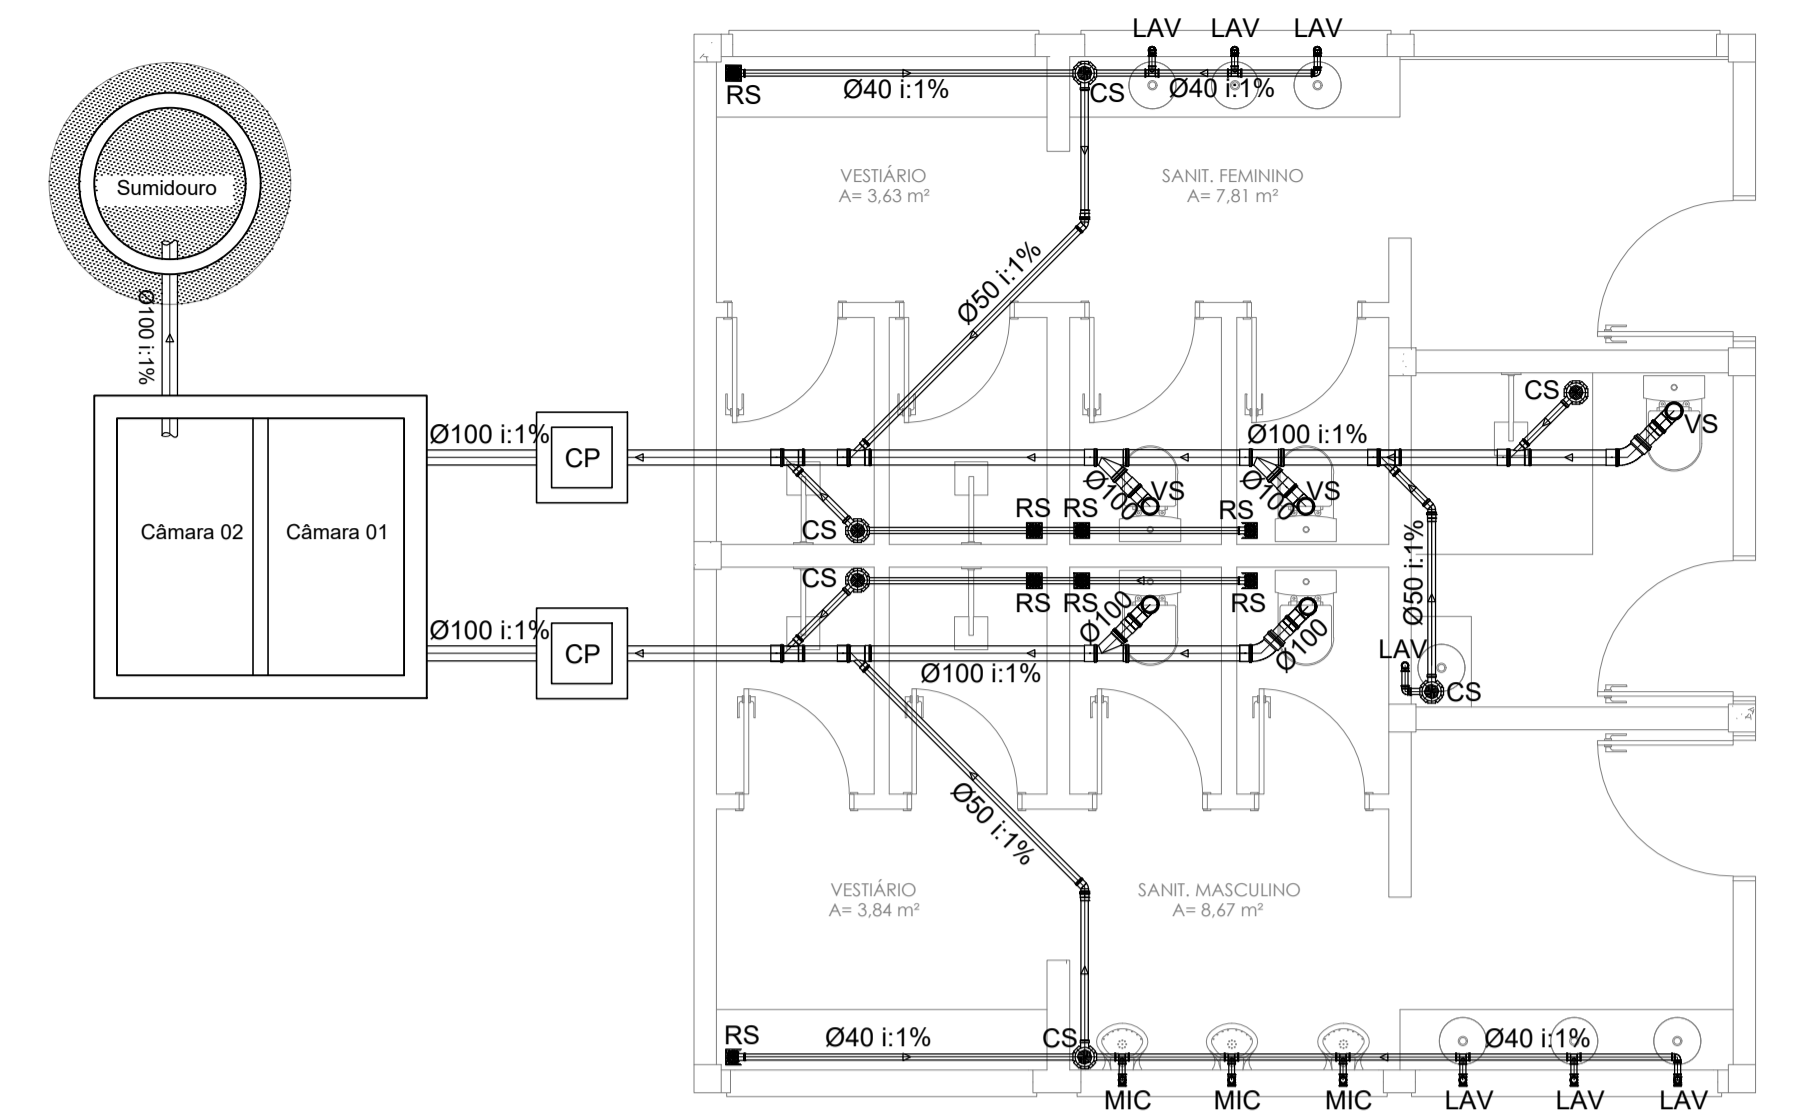 LAV LAV LAV
RS
Ø40 i:1%
CS
Ø40 i:1%
Sumidouro
VESTIÁRIO
A= 3,63 m²
SANIT. FEMININO
A= 7,81 m²
Ø50 i:1%
Ø100 i:1%
CS
VS
Ø100 i:1%
CP
Ø100 i:1%
Ø100
VS
Ø100
VS
CS
RS RS
RS
Câmara 02
Câmara 01
Ø50 i:1%
CS
RS RS
RS
Ø100
Ø100
Ø100 i:1%
CP
Ø100 i:1%
LAV
CS
Ø50 i:1%
VESTIÁRIO
A= 3,84 m²
SANIT. MASCULINO
A= 8,67 m²
RS
Ø40 i:1%
CS
Ø40 i:1%
MIC MIC MIC LAV LAV LAV